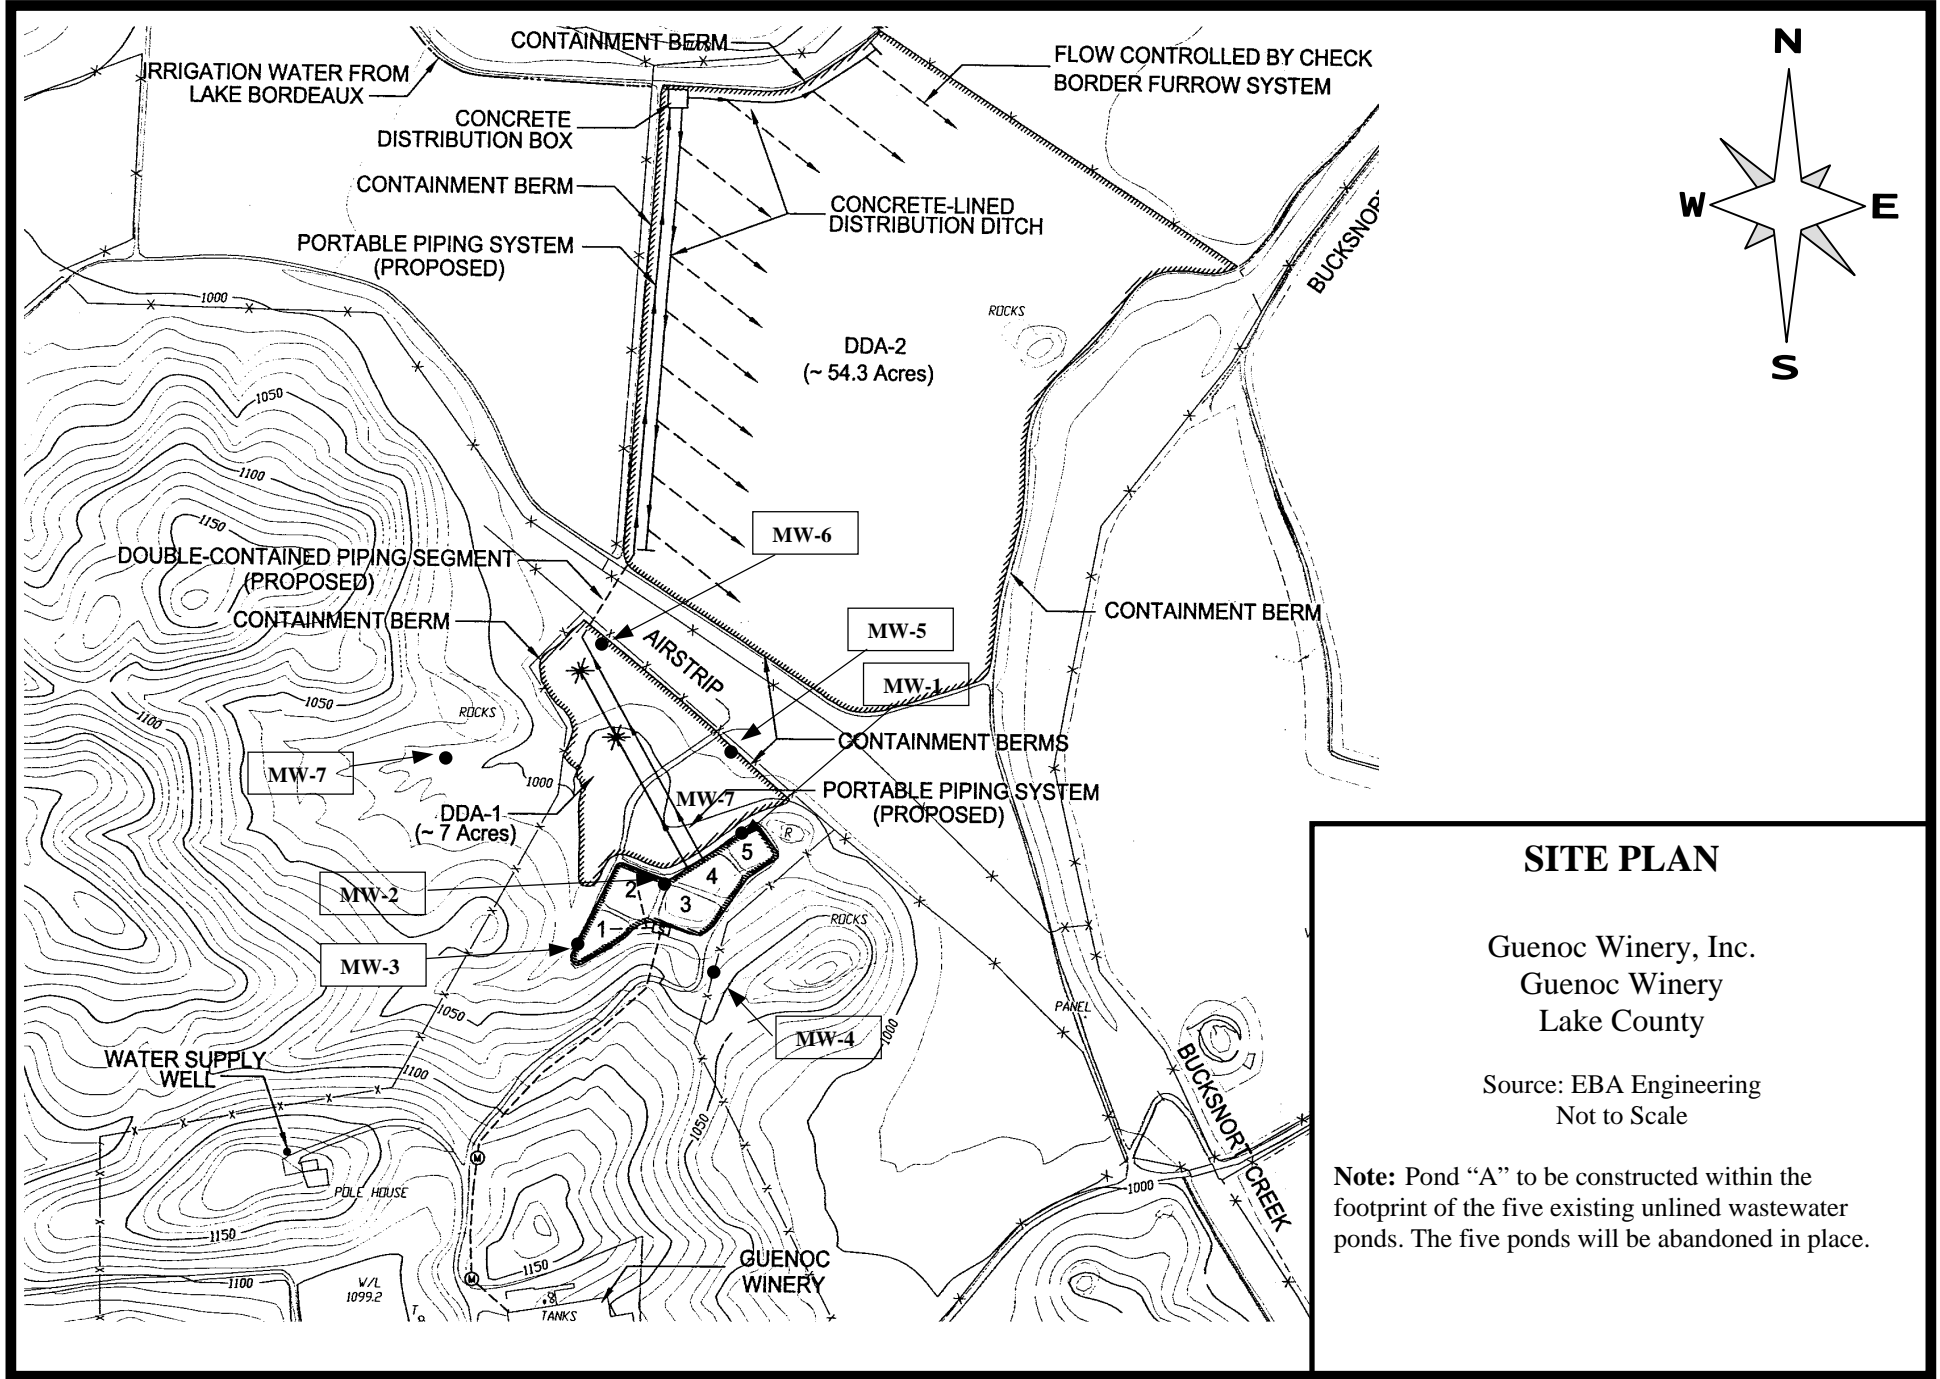 CONTAINMENT BERM
N
IRRIGATION WATER FROM
LAKE BORDEAUX
FLOW CONTROLLED BY CHECK
BORDER FURROW SYSTEM
CONCRETE
DISTRIBUTION BOX
CONTAINMENT BERM
CONCRETE-LINED
DISTRIBUTION DITCH
W
E
BUCKSNOR
PORTABLE PIPING SYSTEM
(PROPOSED)
1000
ROCKS
DDA-2
(~ 54.3 Acres)
S
1050
1100
1150
MW-6
DOUBLE-CONTAINED PIPING SEGMENT
(PROPOSED)
CONTAINMENT BERM
CONTAINMENT BERM
MW-5
AIRSTRIP
MW-1
1050
1100
ROCKS
CONTAINMENT BERMS
MW-7
1000
MW-7
PORTABLE PIPING SYSTEM
(PROPOSED)
DDA-1
(~ 7 Acres)
R
5
4
MW-2
2
3
ROCKS
1
S
MW-3
1050
PANEL
MW-4
1000
WATER SUPPLY
WELL
1100
1050
BUCKSNORT CREEK
M
POLE HOUSE
1000
1150
GUENOC
WINERY
1150
1100
M
W/L
1099.2
8
TANKS
T
8
SITE PLAN
Guenoc Winery, Inc.
Guenoc Winery
Lake County
Source: EBA Engineering
Not to Scale
Note: Pond “A” to be constructed within the
footprint of the five existing unlined wastewater
ponds. The five ponds will be abandoned in place.